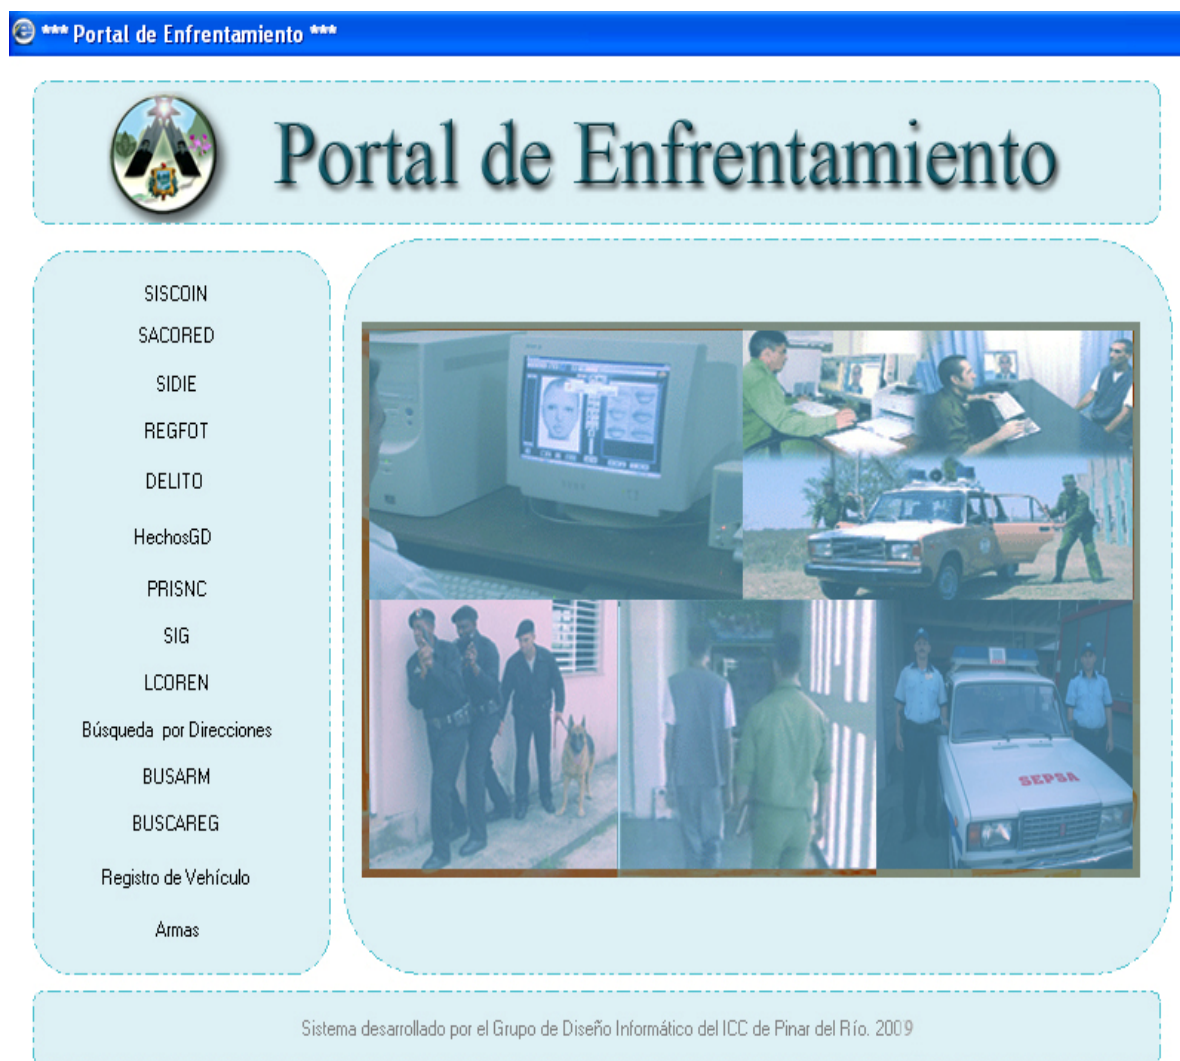 *** Portal de Enfrentamiento ***
Portal de Enfrentamiento
SISCOIN
SACORED
SIDIE
REGFOT
DELITO
HechosGD
PRISNC
SIG
LCOREN
Búsqueda por Direcciones
BUSARM
BUSCAREG
Registro de Vehículo
Armas
SEPSA
Sistema desarrollado por el Grupo de Diseño Informático del ICC de Pinar del Río. 2009